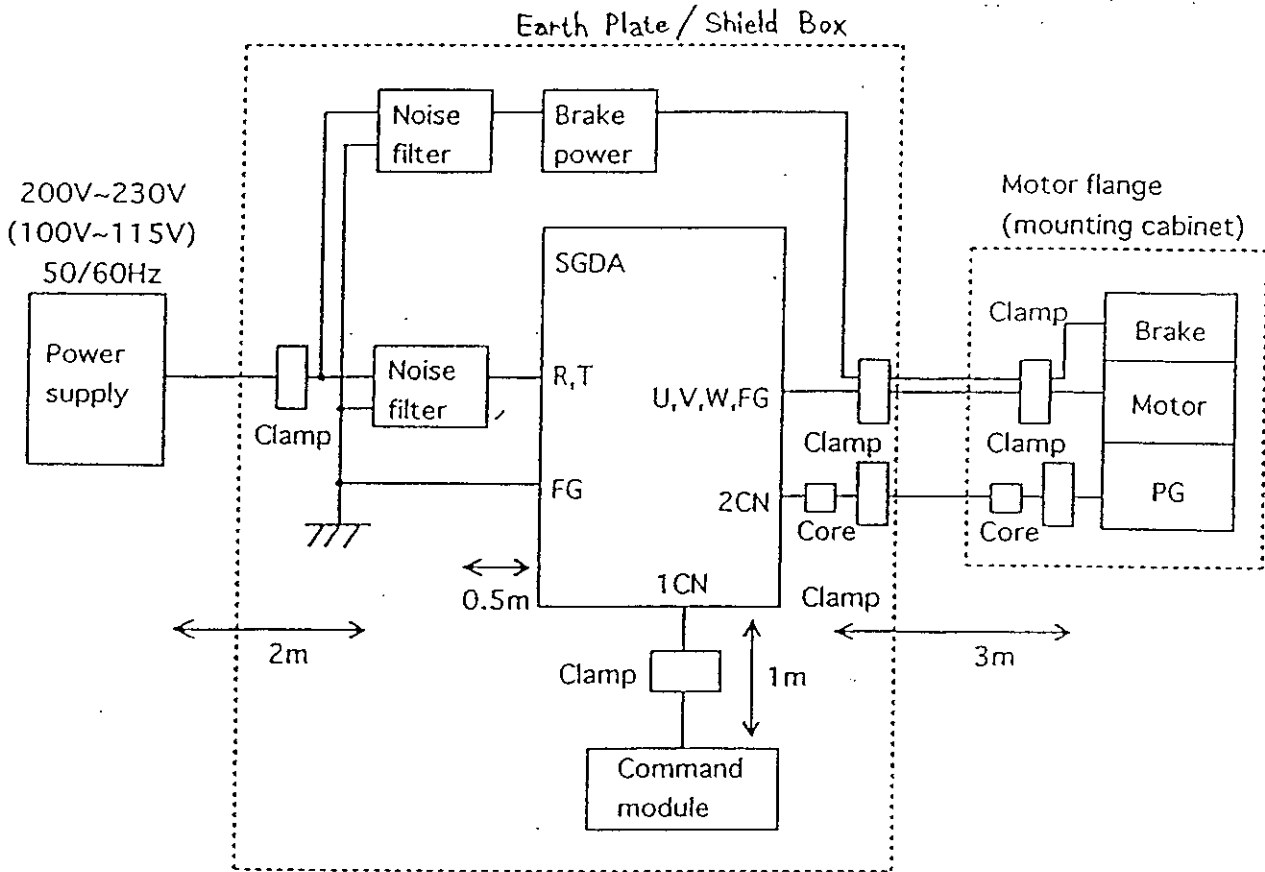 Earth Plate / Shield Box
Noise
filter
Brake
power
200V~230V
(100V~115V)
50/60Hz
Motor flange
(mounting cabinet)
SGDA
Clamp
Brake
Power
supply
Noise
filter
R,T
U,V,W,FG
Motor
Clamp
Clamp
Clamp
FG
2CN
PG
Core
Core
0.5m
1CN
Clamp
2m
Clamp
1m
3m
Command
module